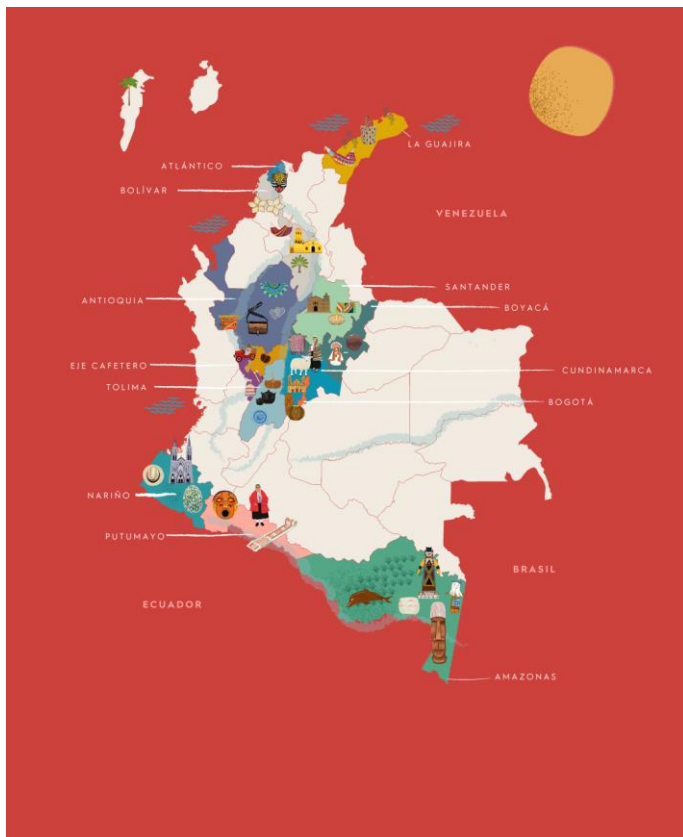 LA GUAJIRA
ATLÁNTICO
BOLÍVAR
VENEZUELA
SANTANDER
ANTIOQUIA
BOYACÁ
EJE CAFETERO
CUNDINAMARCA
TOLIMA
BOGOTÁ
NARIÑO
PUTUMAYO
BRASIL
ECUADOR
AMAZONAS